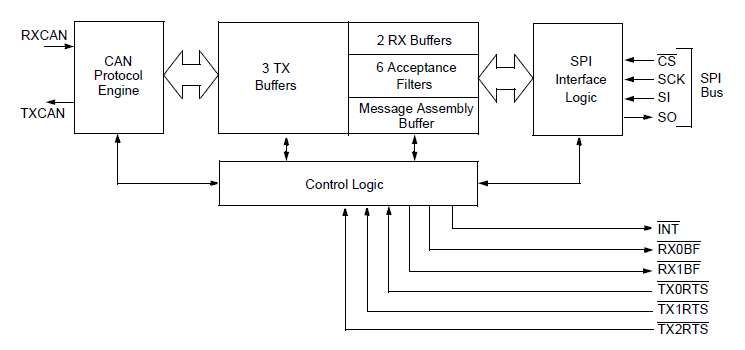 RXCAN
TXCAN
CAN
Protocol
Engine
3 TX
Buffers
2 RX Buffers
6 Acceptance
Filters
Message Assembly
Buffer
SPI
Interface
Logic
CS
SCK
SI
SO
SPI
Bus
Control Logic
INT
RX0BF
RX1BF
TX0RTS
TX1RTS
TX2RTS